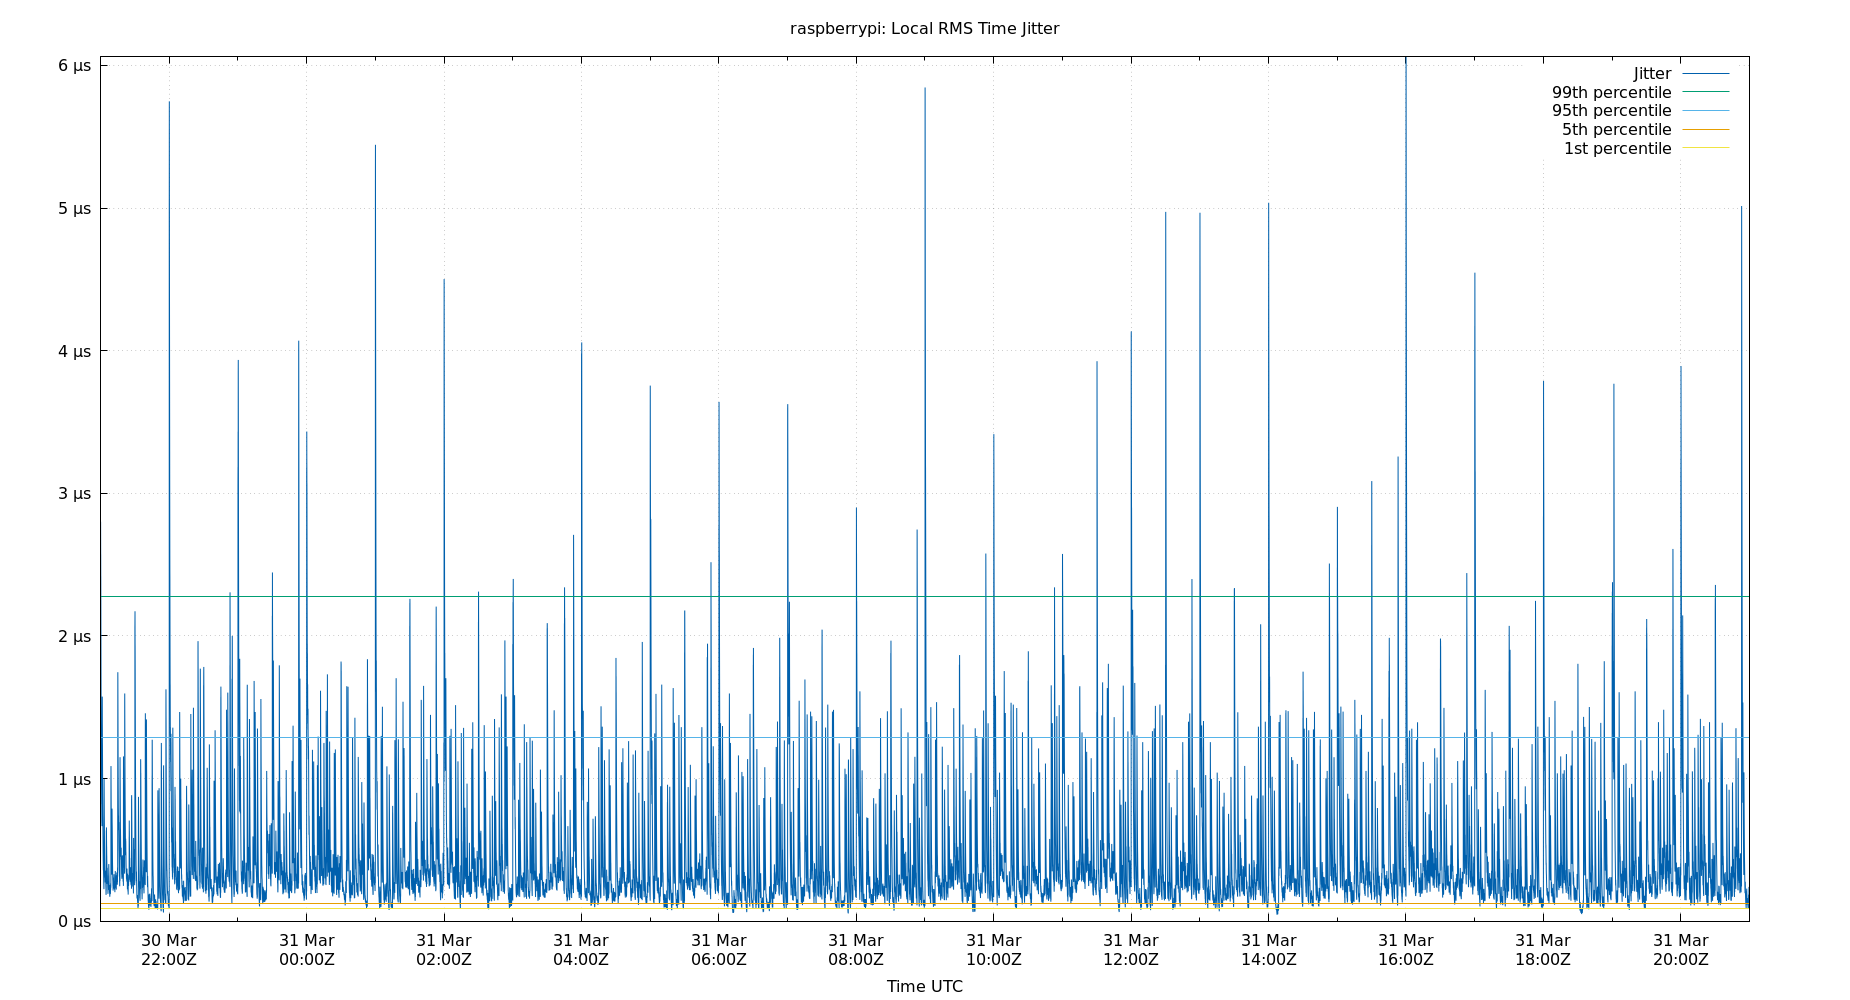 raspberrypi: Local RMS Time Jitter
6 µs
5 µs
4 µs
3 µs
2 µs
1 µs
0 µs
Jitter
99th percentile
95th percentile
5th percentile
1st percentile
30 Mar 31 Mar 31 Mar 31 Mar 31 Mar 31 Mar 31 Mar 31 Mar 31 Mar 31 Mar 31 Mar 31 Mar
22:00Z 00:00Z 02:00Z 04:00Z 06:00Z 08:00Z 10:00Z 12:00Z 14:00Z 16:00Z 18:00Z 20:00Z
Time UTC